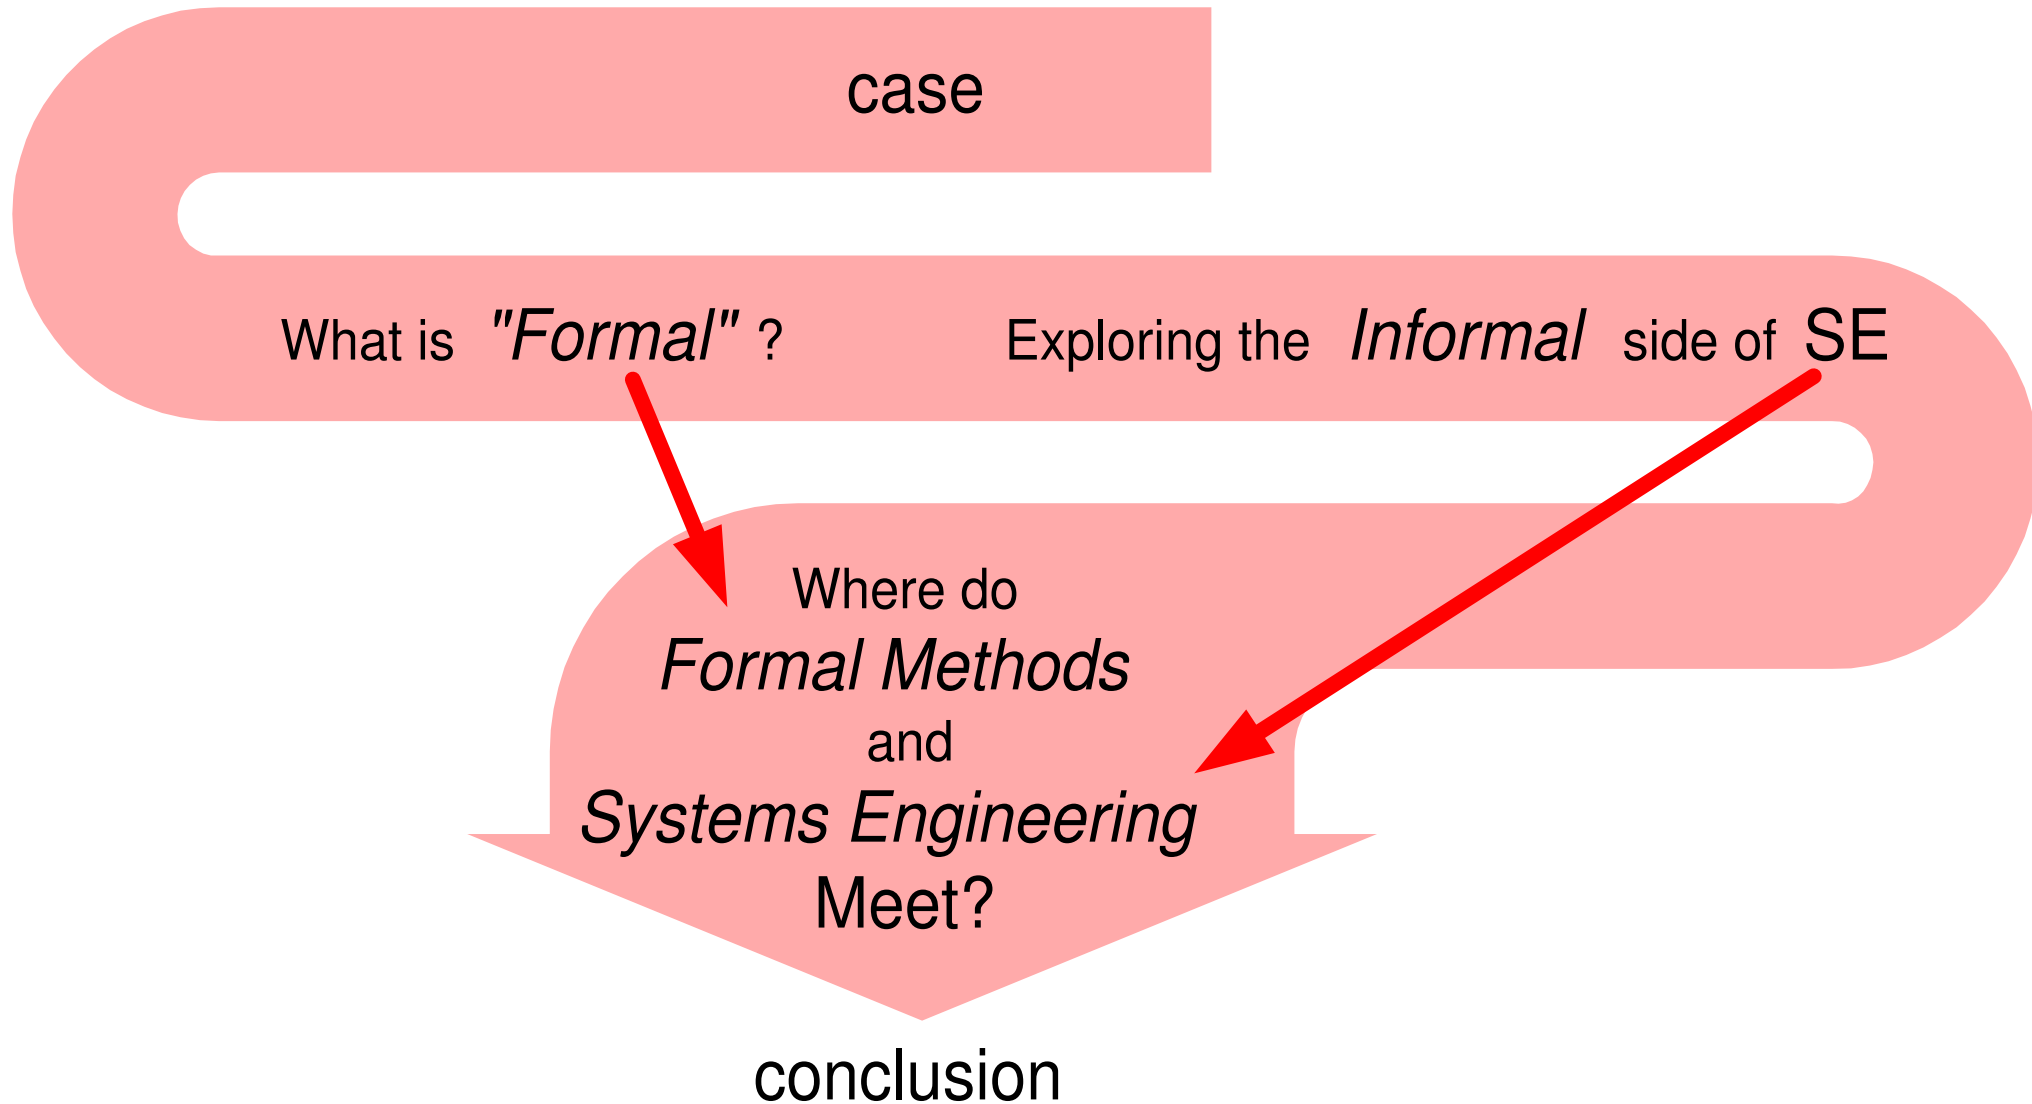 case
What is "Formal" ?
Exploring the Informal side of SE
Where do
Formal Methods
and
Systems Engineering
Meet?
conclusion